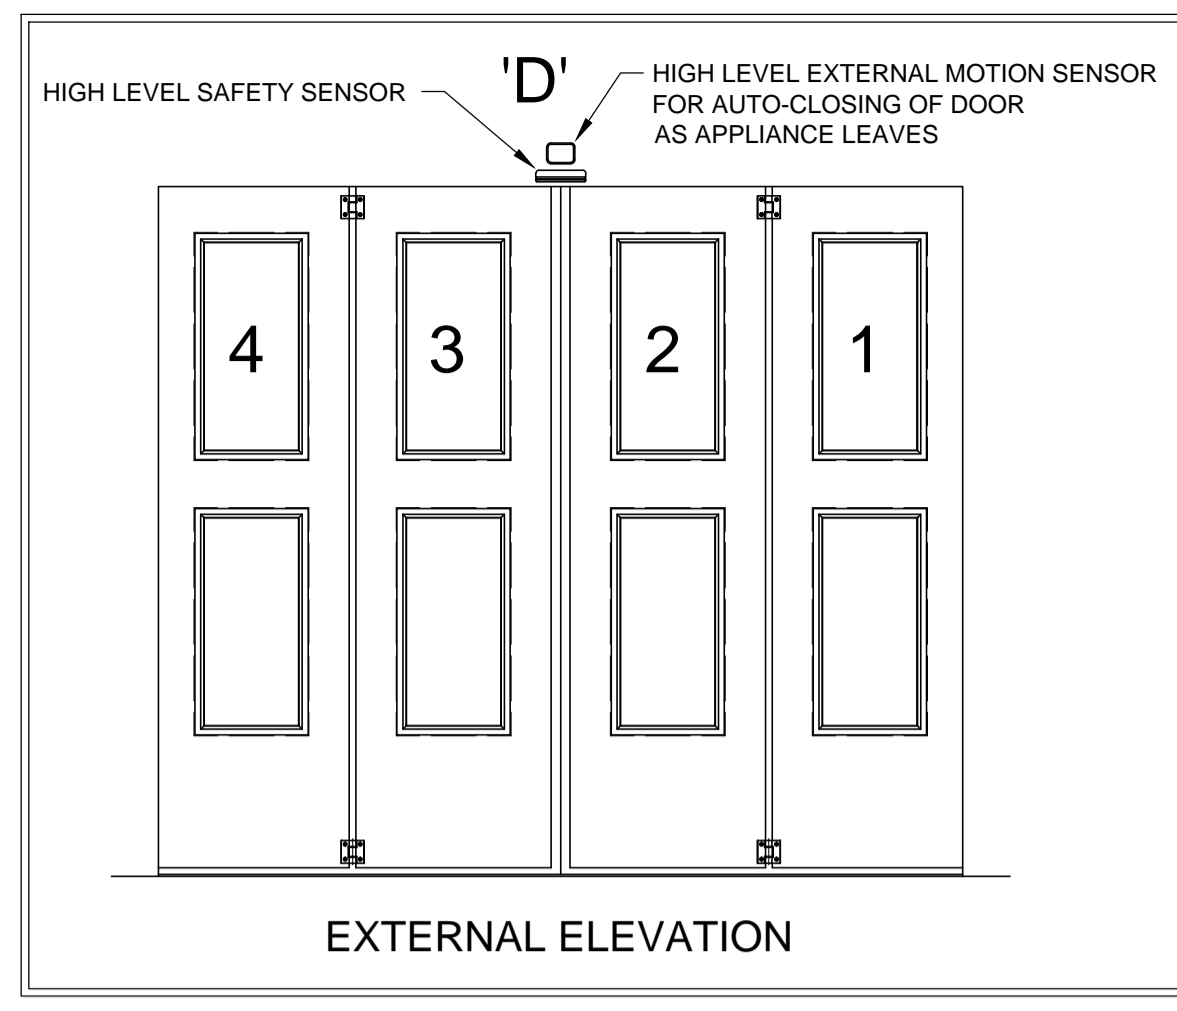 'D'
HIGH LEVEL SAFETY SENSOR
HIGH LEVEL EXTERNAL MOTION SENSOR
FOR AUTO-CLOSING OF DOOR
AS APPLIANCE LEAVES
4
3
2
1
EXTERNAL ELEVATION